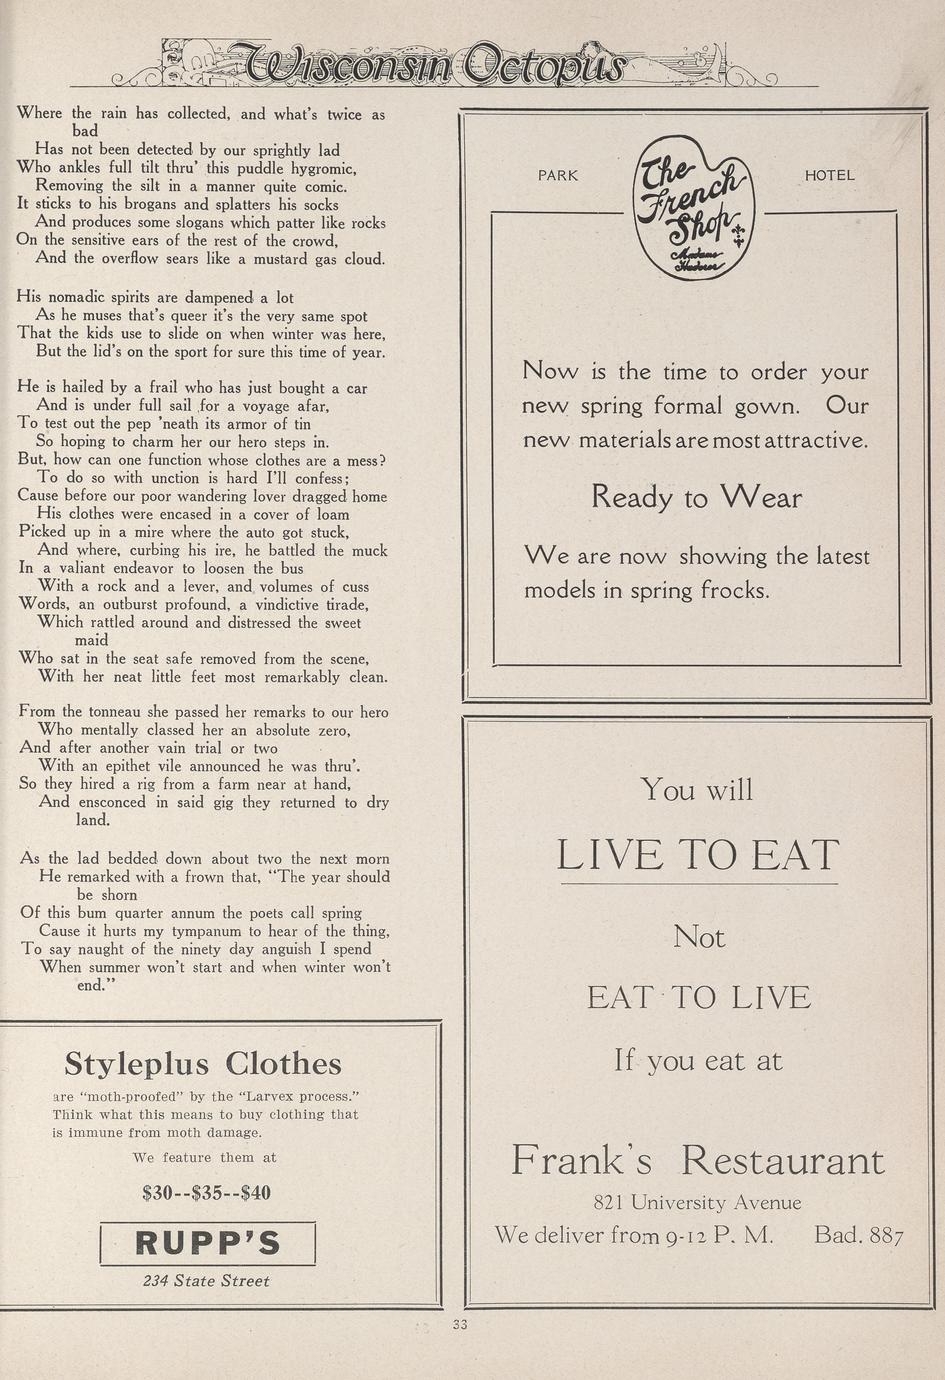 Wisconsin Octopus
Where the rain has collected, and what's twice as
bad
Has not been detected by our sprightly lad
Who ankles full tilt thru' this puddle hygromic,
Removing the silt in a manner quite comic.
It sticks to his brogans and splatters his socks
And produces some slogans which patter like rocks
On the sensitive ears of the rest of the crowd,
And the overflow sears like a mustard gas cloud.
His nomadic spirits are dampened a lot
As he muses that's queer it's the very same spot
That the kids use to slide on when winter was here,
But the lid's on the sport for sure this time of year.
He is hailed by a frail who has just bought a car
And is under full sail for a voyage afar,
To test out the pep 'neath its armor of tin
So hoping to charm her our hero steps in.
But, how can one function whose clothes are a mess?
To do so with unction is hard I'll confess;
Cause before our poor wandering lover dragged home
His clothes were encased in a cover of loam
Picked up in a mire where the auto got stuck,
And where, curbing his ire, he battled the muck
In a valiant endeavor to loosen the bus
With a rock and a lever, and volumes of cuss
Words, an outburst profound, a vindictive tirade,
Which rattled around and distressed the sweet
maid
Who sat in the seat safe removed from the scene,
With her neat little feet most remarkably clean.
From the tonneau she passed her remarks to our hero
Who mentally classed her an absolute zero,
And after another vain trial or two
With an epithet vile announced he was thru'.
So they hired a rig from a farm near at hand,
And ensconced in said gig they returned to dry
land.
As the lad bedded down about two the next morn
He remarked with a frown that, "The year should
be shorn
Of this bum quarter annum the poets call spring
Cause it hurts my tympanum to hear of the thing,
To say naught of the ninety day anguish I spend
When summer won't start and when winter won't
end."
Styleplus Clothes
are "moth-proofed" by the "Larvex process."
Think what this means to buy clothing that
is immune from moth damage.
We feature them at
$30--$35--$40
RUPP'S
234 State Street
PARK
HOTEL
The
French
Shop
Madame
Now is the time to order your
new spring formal gown. Our
new materials are most attractive.
Ready to Wear
We are now showing the latest
models in spring frocks.
You will
LIVE TO EAT
Not
EAT TO LIVE
If you eat at
Frank's Restaurant
821 University Avenue
We deliver from 9-12 P. M. Bad. 887
33